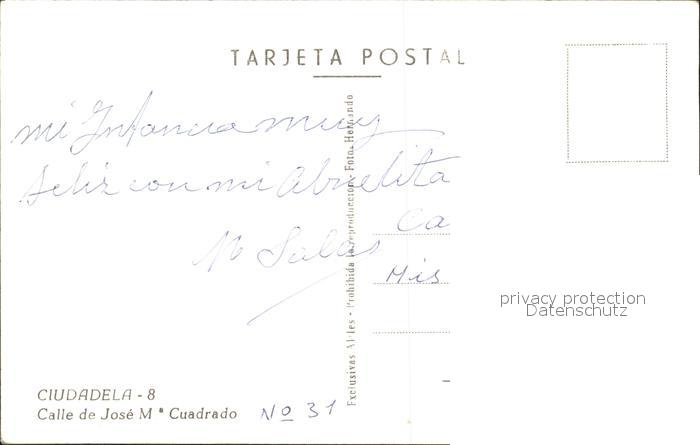 TARJETA POSTAL
mi Infancia muy
feliz con mi Abuelita
Ca
Salas
Mis
privacy protection
Datenschutz
Exclusivas - Prohibida la reproducción - Foto. Hernando
CIUDADELA - 8
Calle de José Mª Cuadrado
Nº 31